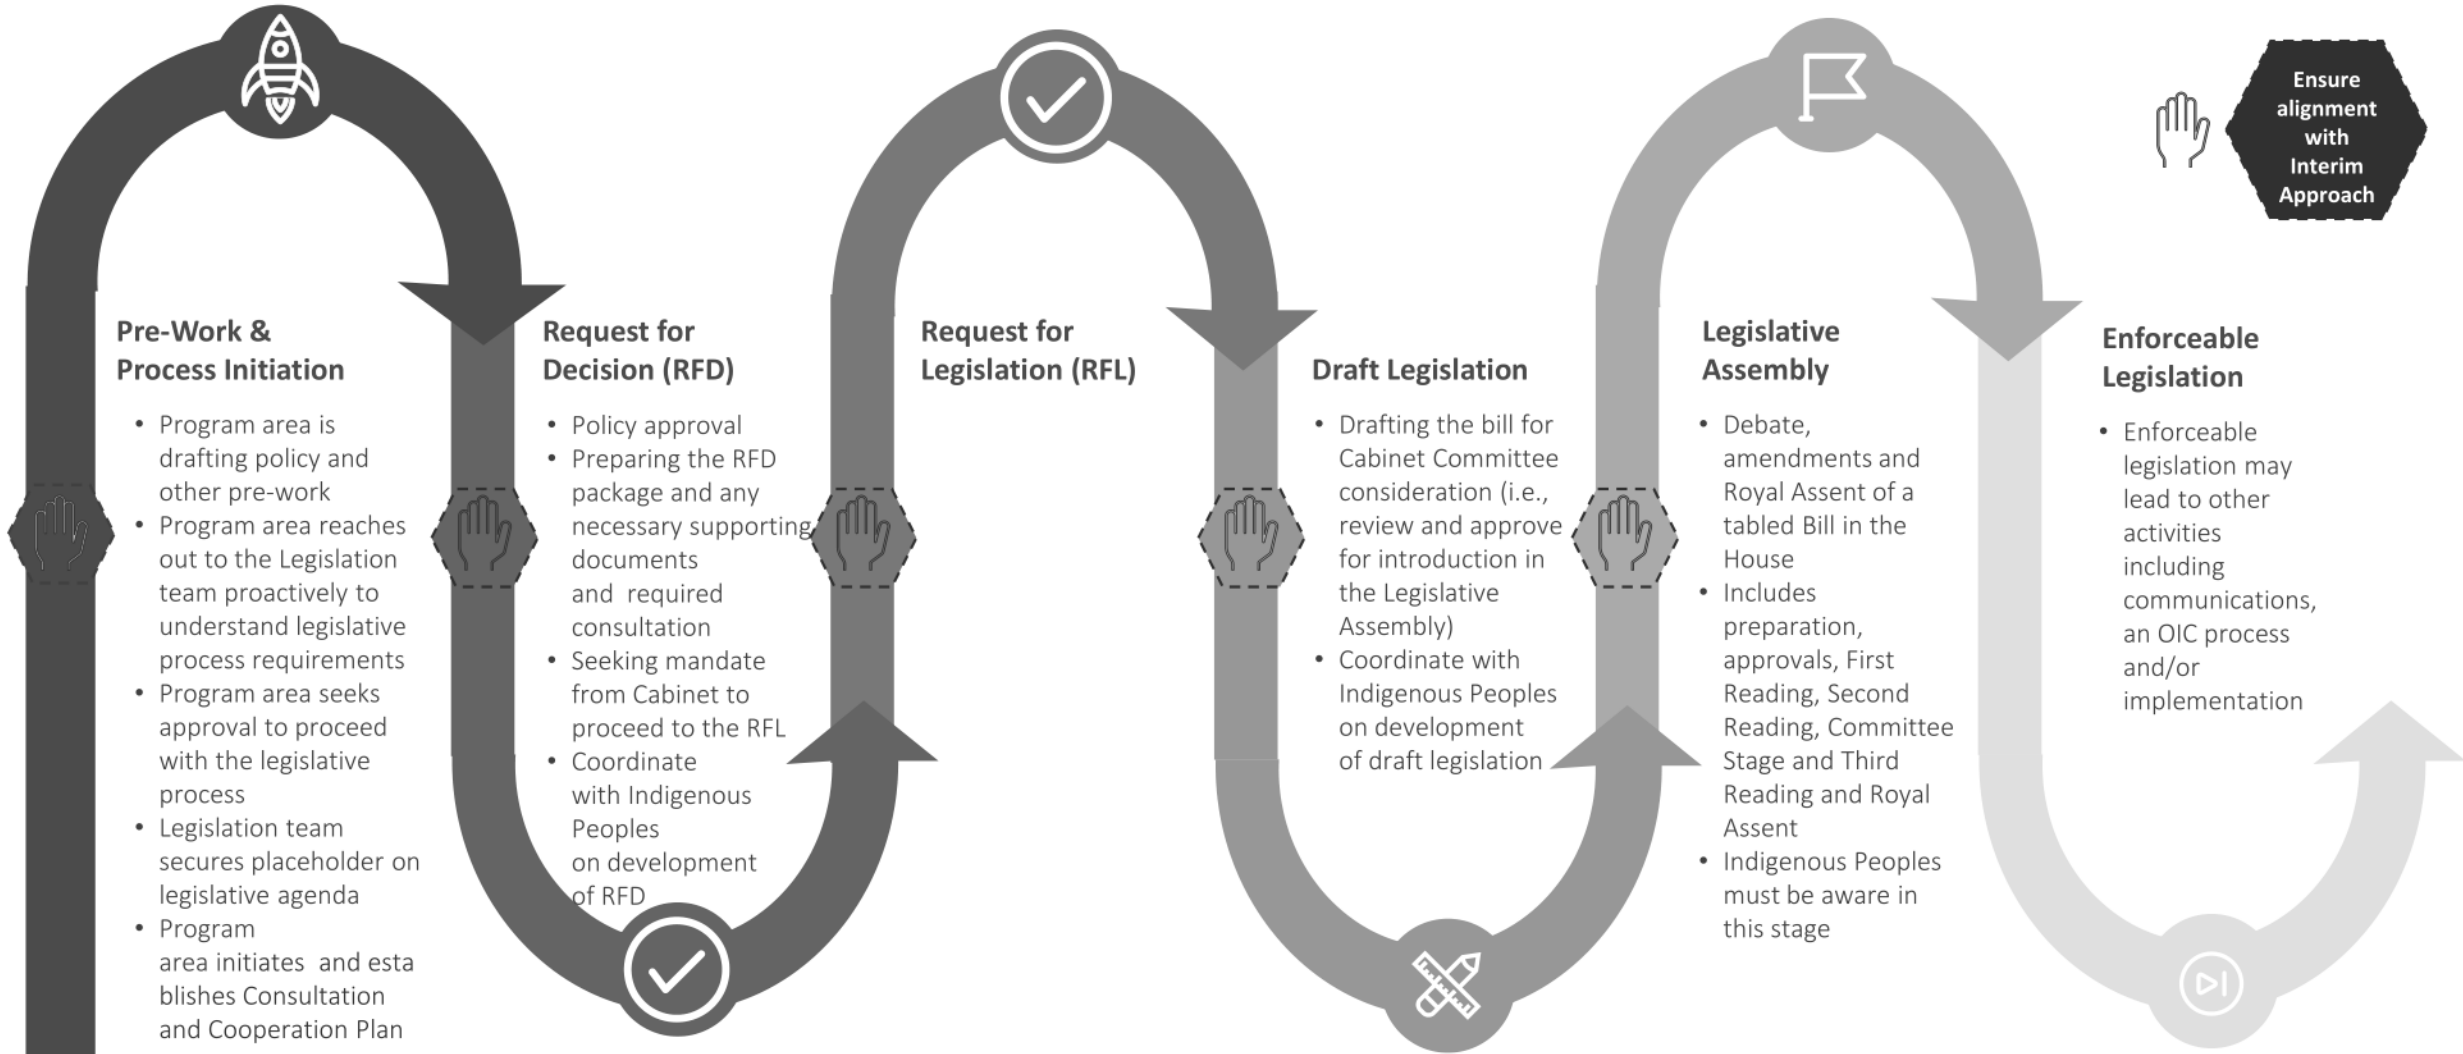 Pre-Work &
Process Initiation
• Program area is
drafting policy and
other pre-work
• Program area reaches
out to the Legislation
team proactively to
understand legislative
process requirements
• Program area seeks
approval to proceed
with the legislative
process
• Legislation team
secures placeholder on
legislative agenda
• Program
area initiates  and esta
blishes Consultation
and Cooperation Plan
Request for
Decision (RFD)
• Policy approval
• Preparing the RFD
package and any
necessary supporting
documents
and  required
consultation
• Seeking mandate
from Cabinet to
proceed to the RFL
• Coordinate
with Indigenous
Peoples
on development
of RFD
Request for
Legislation (RFL)
Draft Legislation
• Drafting the bill for
Cabinet Committee
consideration (i.e.,
review and approve
for introduction in
the Legislative
Assembly)
• Coordinate with
Indigenous Peoples
on development
of draft legislation
Legislative
Assembly
• Debate,
amendments and
Royal Assent of a
tabled Bill in the
House
• Includes
preparation,
approvals, First
Reading, Second
Reading, Committee
Stage and Third
Reading and Royal
Assent
• Indigenous Peoples
must be aware in
this stage
Ensure
alignment
with
Interim
Approach
Enforceable
Legislation
• Enforceable
legislation may
lead to other
activities
including
communications,
an OIC process
and/or
implementation